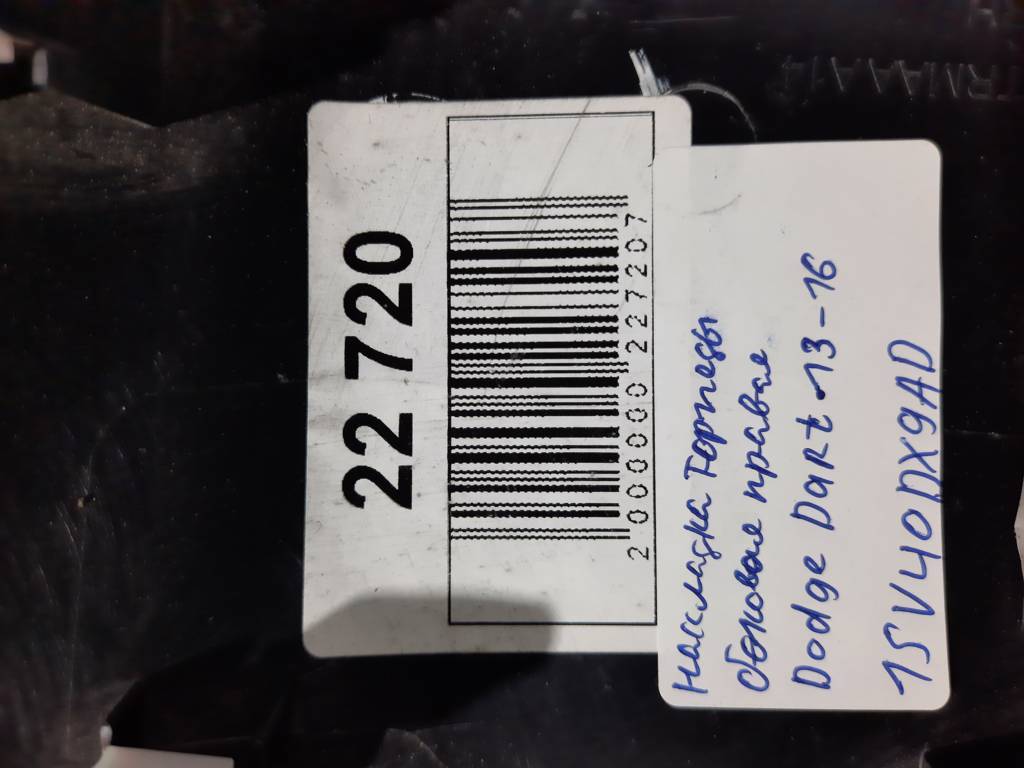 22 720
2 000000 227207
Накладка Торпеды
боковая правая
Dodge Dart 13-16
1SV40DX9AD